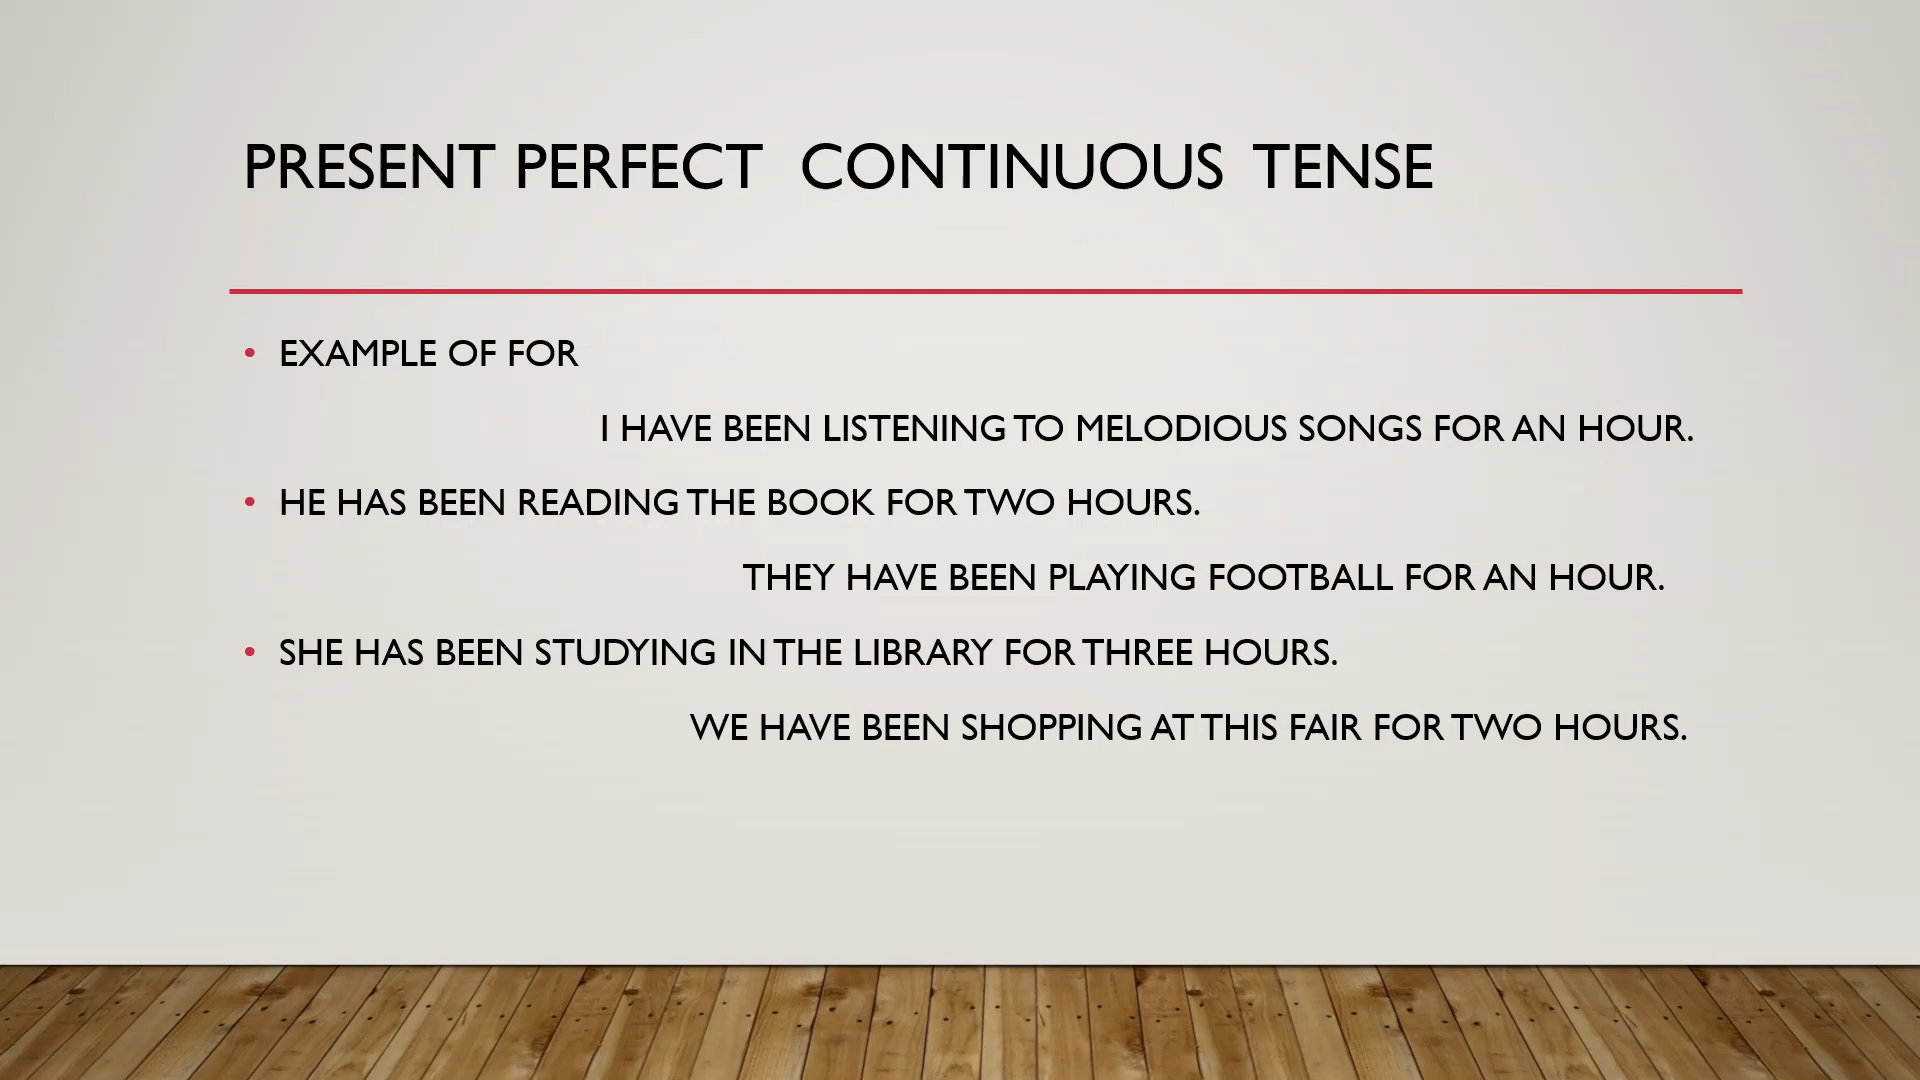 PRESENT PERFECT CONTINUOUS TENSE
• EXAMPLE OF FOR
I HAVE BEEN LISTENING TO MELODIOUS SONGS FOR AN HOUR.
• HE HAS BEEN READING THE BOOK FOR TWO HOURS.
THEY HAVE BEEN PLAYING FOOTBALL FOR AN HOUR.
• SHE HAS BEEN STUDYING IN THE LIBRARY FOR THREE HOURS.
WE HAVE BEEN SHOPPING AT THIS FAIR FOR TWO HOURS.